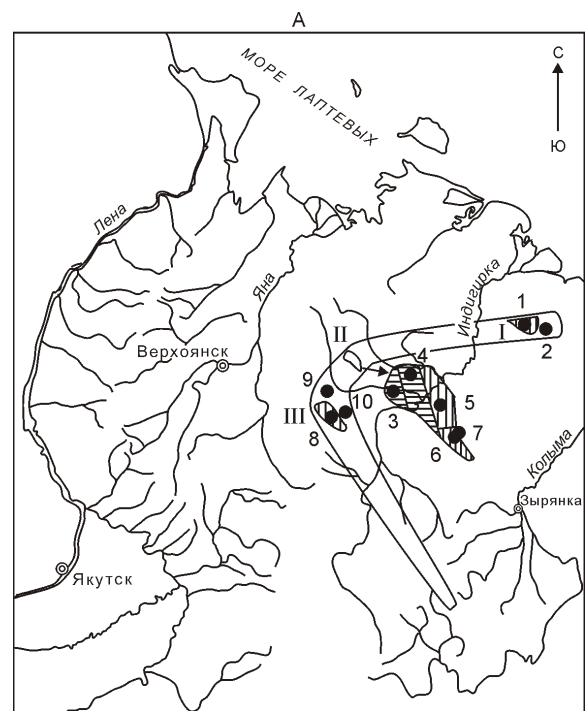 А
С
Ю
МОРЕ ЛАПТЕВЫХ
Лена
Яна
Индигирка
1
I
2
II
4
Верхоянск
9
10
5
III
3
8
7
6
Колыма
Зырянка
Якутск